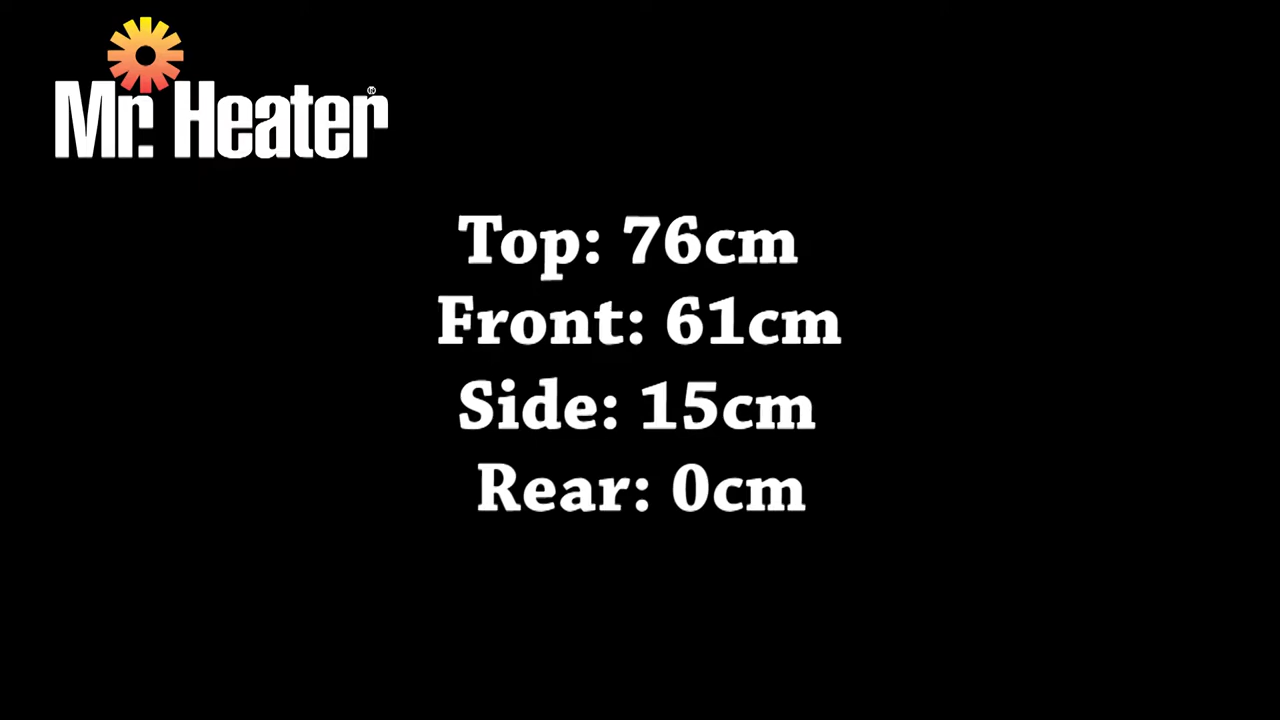 Mr. Heater®
Top: 76cm
Front: 61cm
Side: 15cm
Rear: 0cm